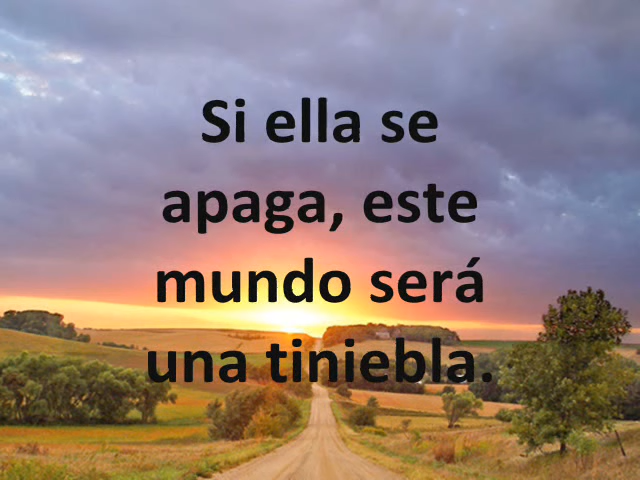 Si ella se
apaga, este
mundo será
una tiniebla.